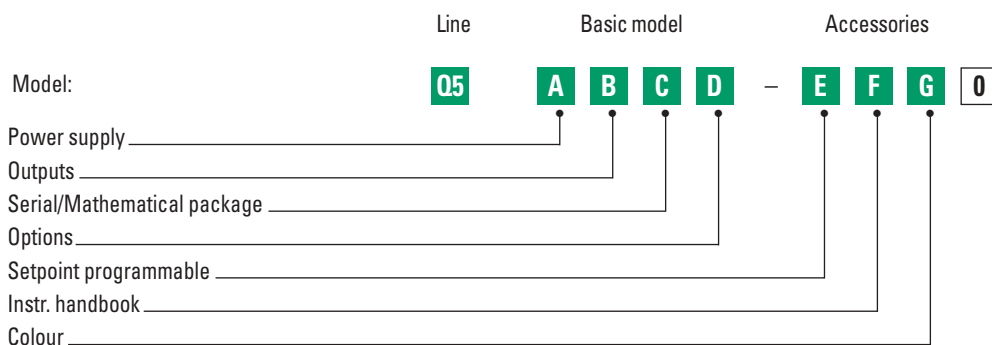 Line Basic model Accessories
Model: Q5 A B C D – E F G 0
Power supply
Outputs
Serial/Mathematical package
Options
Setpoint programmable
Instr. handbook
Colour